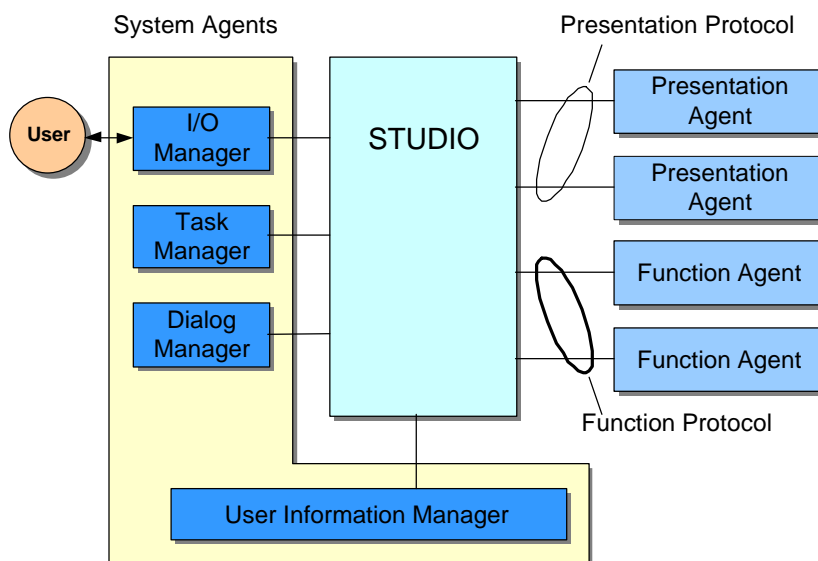 System Agents
Presentation Protocol
User
I/O
Manager
Task
Manager
Dialog
Manager
STUDIO
Presentation
Agent
Presentation
Agent
Function Agent
Function Agent
Function Protocol
User Information Manager